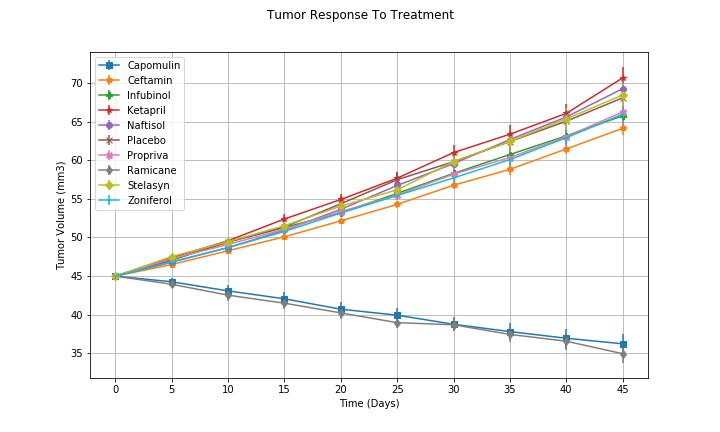 Tumor Response To Treatment
Capomulin
Ceftamin
Infubinol
Ketapril
Naftisol
Placebo
Propriva
Ramicane
Stelasyn
Zoniferol
Tumor Volume (mm3)
70
65
60
55
50
45
40
35
0 5 10 15 20 25 30 35 40 45
Time (Days)